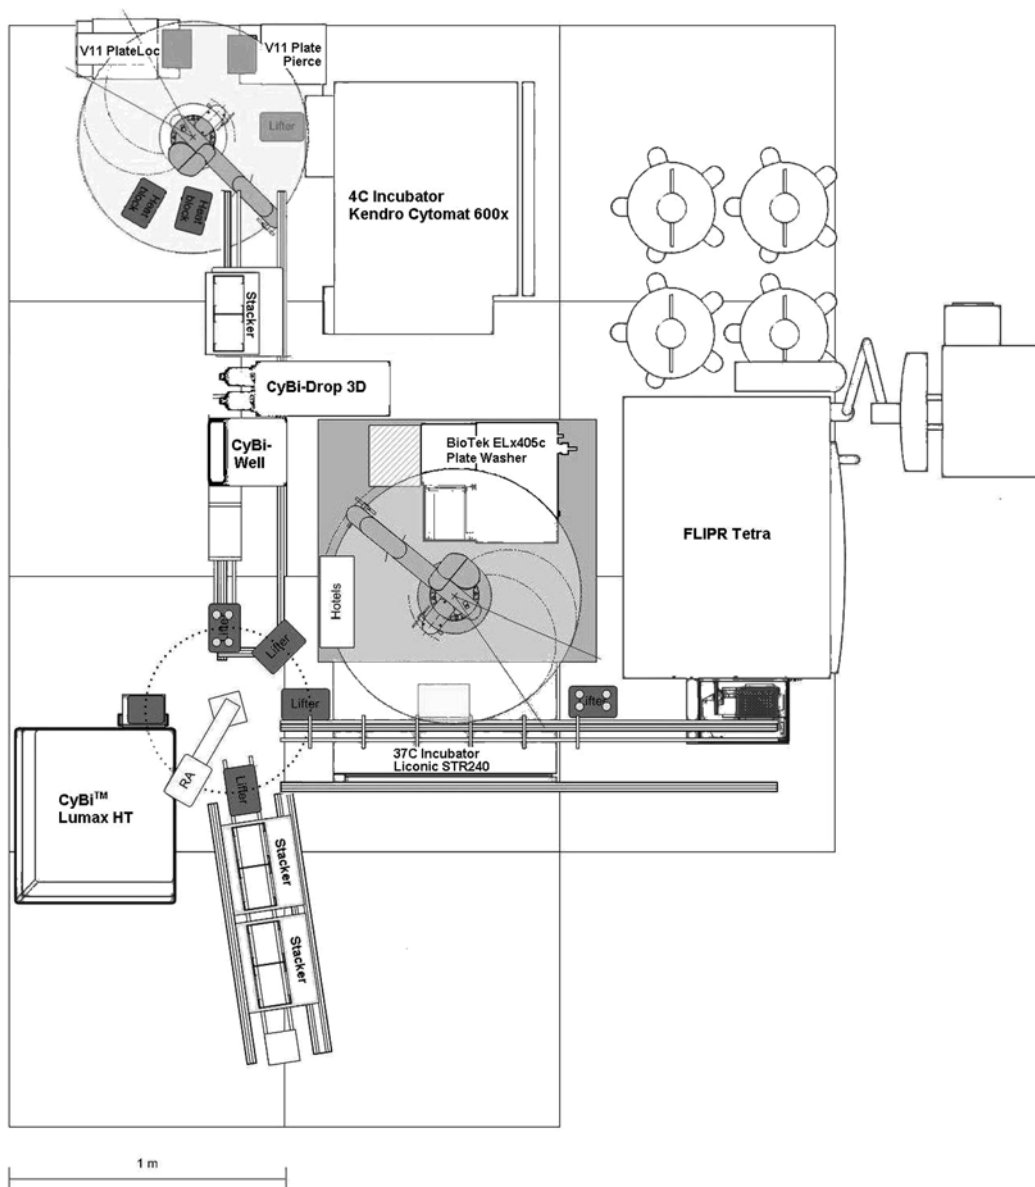 V11 PlateLoc
V11 Plate
Pierce
Lifter
Heat
block
Heat
block
4C Incubator
Kendro Cytomat 600x
Stacker
CyBi-Drop 3D
CyBi-
Well
BioTek ELx405c
Plate Washer
FLIPR Tetra
Hotels
Lifter
Lifter
Lifter
Lifter
37C Incubator
Liconic STR240
RA
Lifter
CyBi™
Lumax HT
Stacker
Stacker
1 m